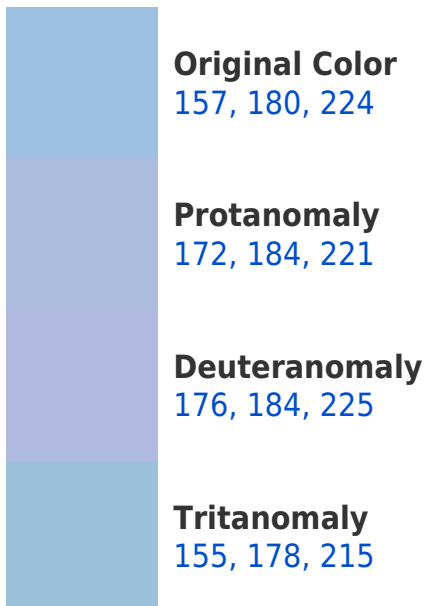 Original Color
157, 180, 224
Protanomaly
172, 184, 221
Deuteranomaly
176, 184, 225
Tritanomaly
155, 178, 215